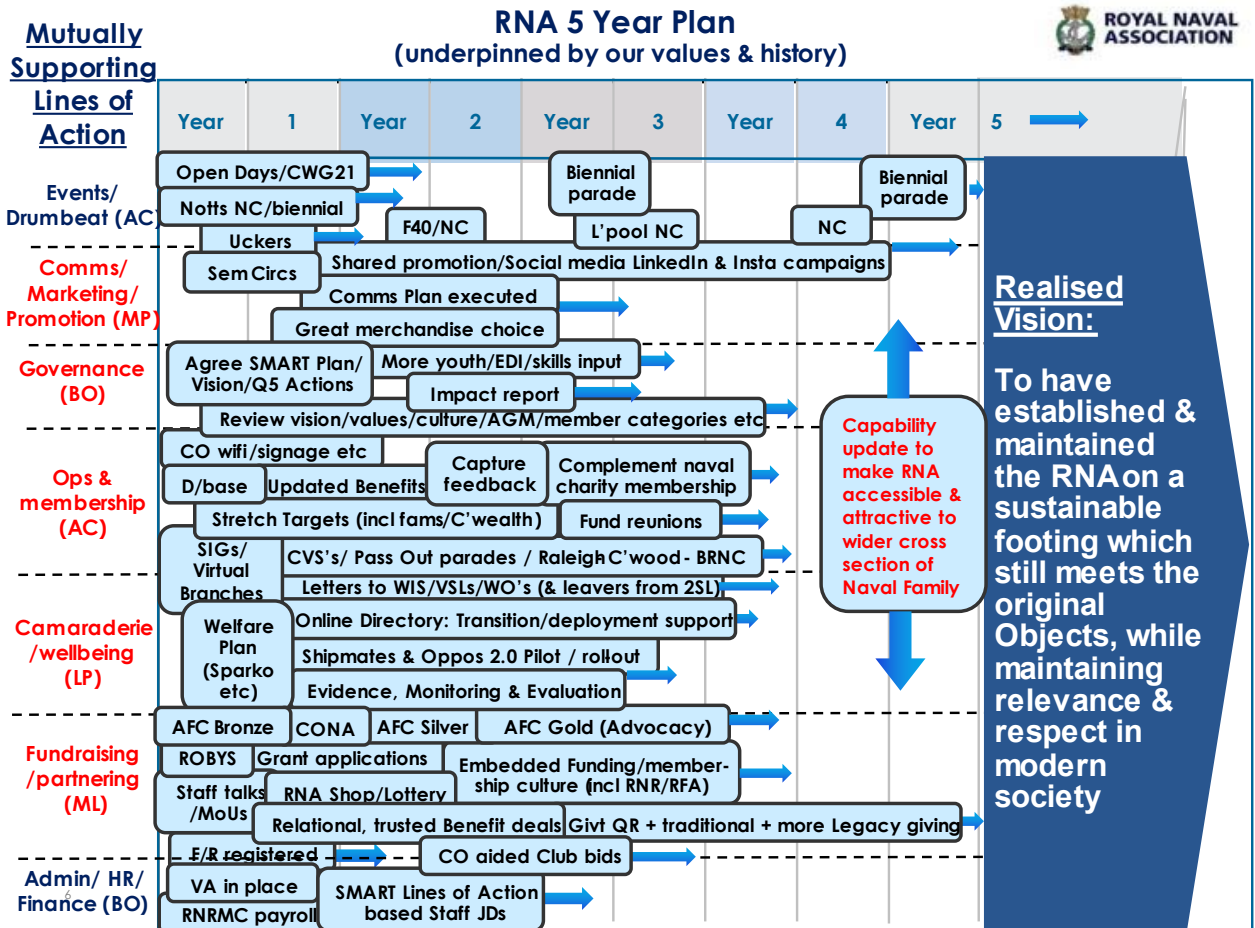 RNA 5 Year Plan
(underpinned by our values & history)
ROYAL NAVAL
ASSOCIATION
Mutually
Supporting
Lines of
Action
Year 1 Year 2 Year 3 Year 4 Year 5
Events/
Drumbeat (AC)
Open Days/CWG21
Notts NC/biennial
Uckers
F40/NC
Biennial
parade
L'pool NC
NC
Biennial
parade
Comms/
Marketing/
Promotion (MP)
Sem Circs
Shared promotion/Social media LinkedIn & Insta campaigns
Comms Plan executed
Great merchandise choice
Governance
(BO)
Agree SMART Plan/
Vision/Q5 Actions
More youth/EDI/skills input
Impact report
Review vision/values/culture/AGM/member categories etc
Ops &
membership
(AC)
CO wifi/signage etc
D/base
Updated Benefits
Capture
feedback
Complement naval
charity membership
Stretch Targets (incl fams/C'wealth)
Fund reunions
SIGs/
Virtual
Branches
CVS's/ Pass Out parades / Raleigh-C'wood - BRNC
Letters to WIS/VSLs/WO's (& leavers from 2SL)
Camaraderie
/wellbeing
(LP)
Welfare
Plan
(Sparko
etc)
Online Directory: Transition/deployment support
Shipmates & Oppos 2.0 Pilot / roll-out
Evidence, Monitoring & Evaluation
Fundraising
/partnering
(ML)
AFC Bronze
CONA
AFC Silver
AFC Gold (Advocacy)
ROBYS
Grant applications
Embedded Funding/member-
ship culture (incl RNR/RFA)
Staff talks
/MoUs
RNA Shop/Lottery
Relational, trusted Benefit deals
Givt QR + traditional + more Legacy giving
F/R registered
CO aided Club bids
Admin/ HR/
Finance (BO)
6
VA in place
RNRMC payroll
SMART Lines of Action
based Staff JDs
Capability
update to
make RNA
accessible &
attractive to
wider cross
section of
Naval Family
Realised
Vision:
To have
established &
maintained
the RNA on a
sustainable
footing which
still meets the
original
Objects, while
maintaining
relevance &
respect in
modern
society